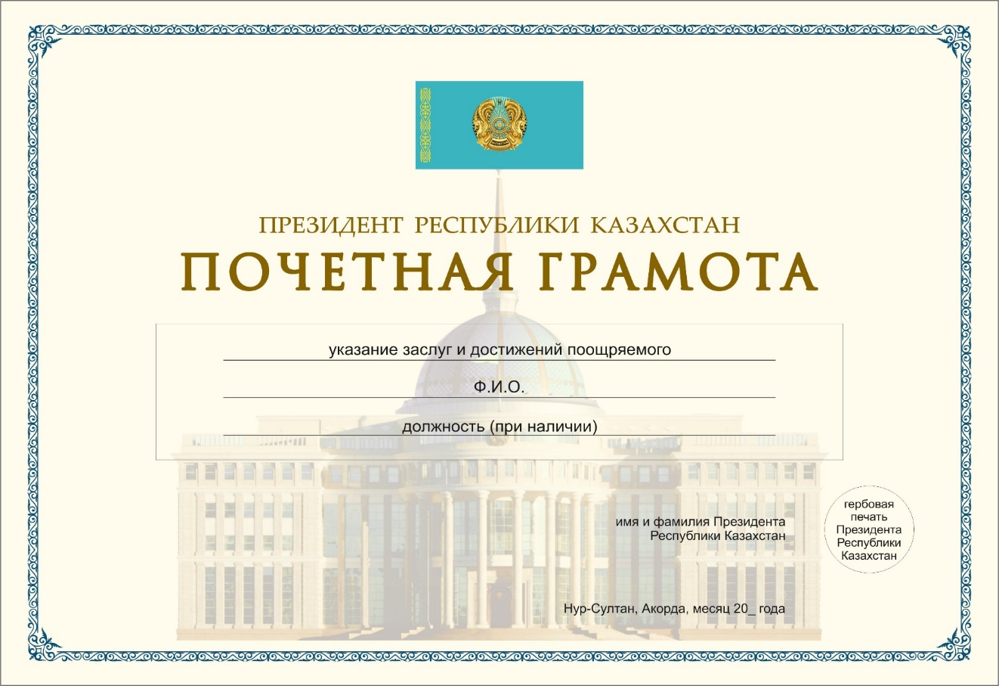 ПРЕЗИДЕНТ РЕСПУБЛИКИ КАЗАХСТАН
ПОЧЕТНАЯ ГРАМОТА
указание заслуг и достижений поощряемого
Ф.И.О.
должность (при наличии)
имя и фамилия Президента
Республики Казахстан
гербовая
печать
Президента
Республики
Казахстан
Нур-Султан, Акорда, месяц 20_ года